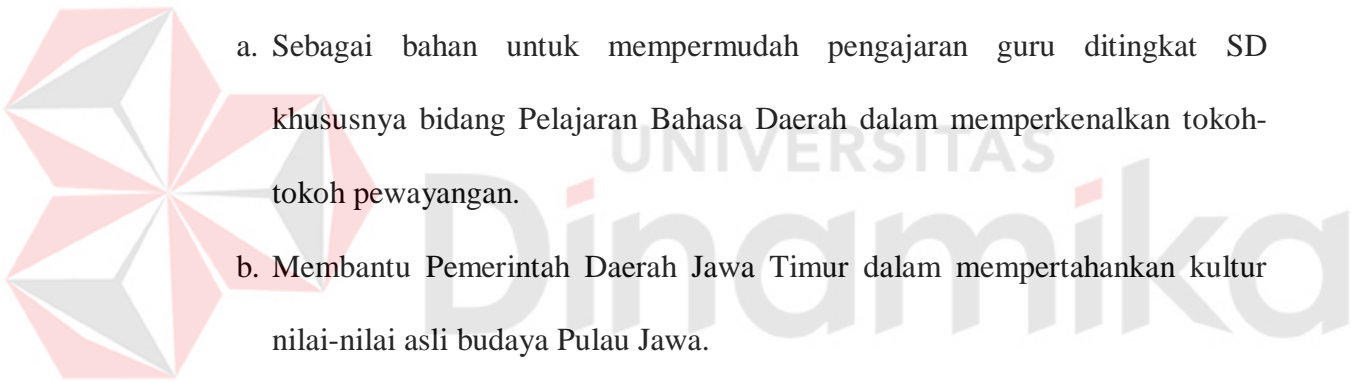 a. Sebagai bahan untuk mempermudah pengajaran guru ditingkat SD
khususnya bidang Pelajaran Bahasa Daerah dalam memperkenalkan tokoh-
UNIVERSITAS
tokoh pewayangan.
Dinamika
b. Membantu Pemerintah Daerah Jawa Timur dalam mempertahankan kultur
nilai-nilai asli budaya Pulau Jawa.